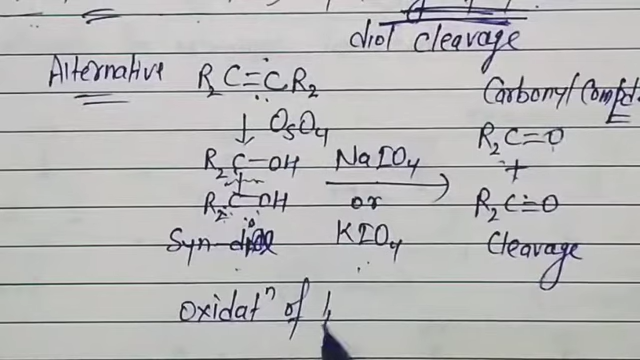 diol cleavage
Alternative R₂C=CR₂ Carbonyl Compd.
↓ OsO₄ R₂C=O
R₂C-OH NaIO₄ +
R₂C-OH or R₂C=O
Syn-diol KIO₄ Cleavage
Oxidatⁿ of 1,